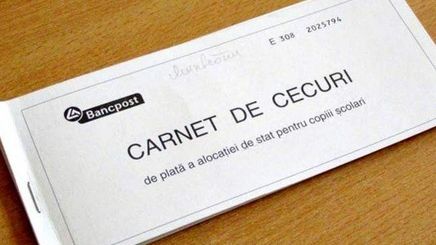 E 308 2025794
Bancpost
CARNET DE CECURI
de plată a alocației de stat pentru copiii școlari